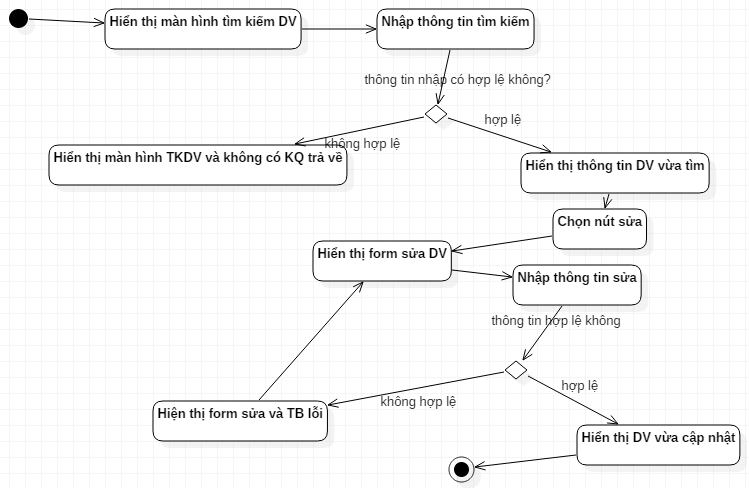 Hiển thị màn hình tìm kiếm DV
Nhập thông tin tìm kiếm
thông tin nhập có hợp lệ không?
hợp lệ
không hợp lệ
Hiển thị màn hình TKDV và không có KQ trả về
Hiển thị thông tin DV vừa tìm
Chọn nút sửa
Hiển thị form sửa DV
Nhập thông tin sửa
thông tin hợp lệ không
hợp lệ
không hợp lệ
Hiện thị form sửa và TB lỗi
Hiển thị DV vừa cập nhật